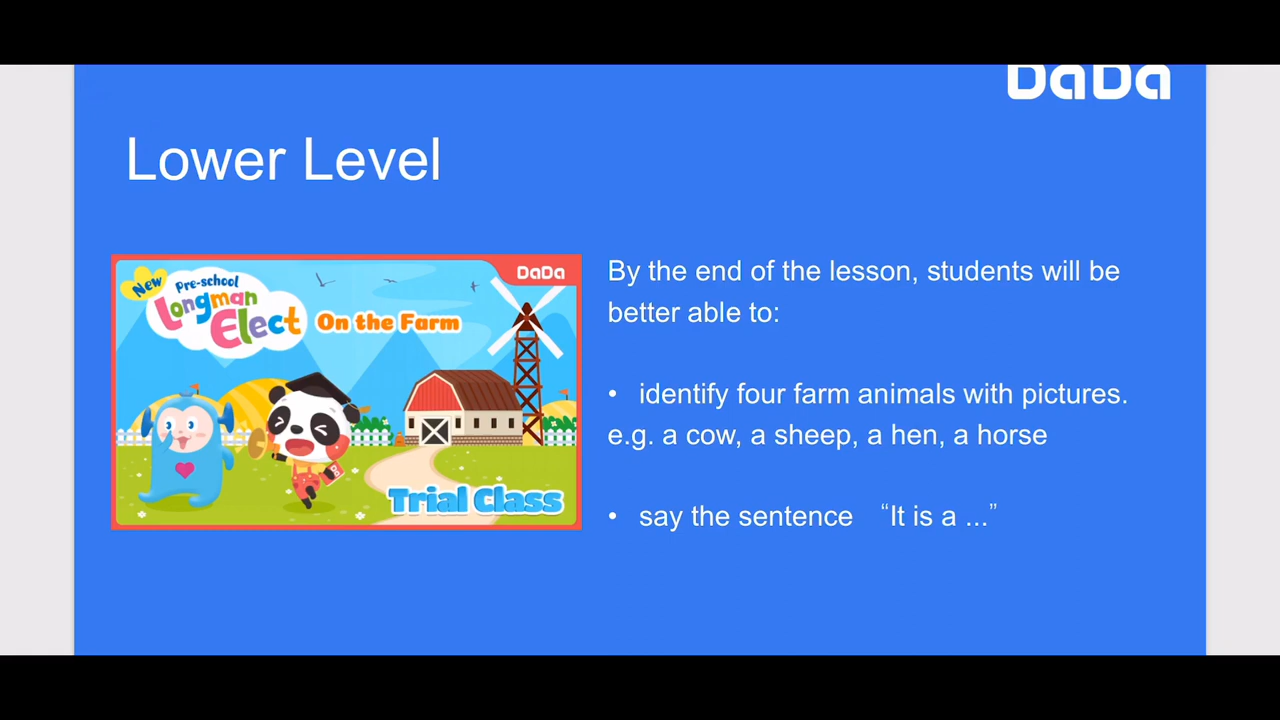 DaDa
Lower Level
DaDa
New
Pre-school
Longman
Elect
On the Farm
Trial Class
By the end of the lesson, students will be
better able to:
• identify four farm animals with pictures.
e.g. a cow, a sheep, a hen, a horse
• say the sentence “It is a ...”